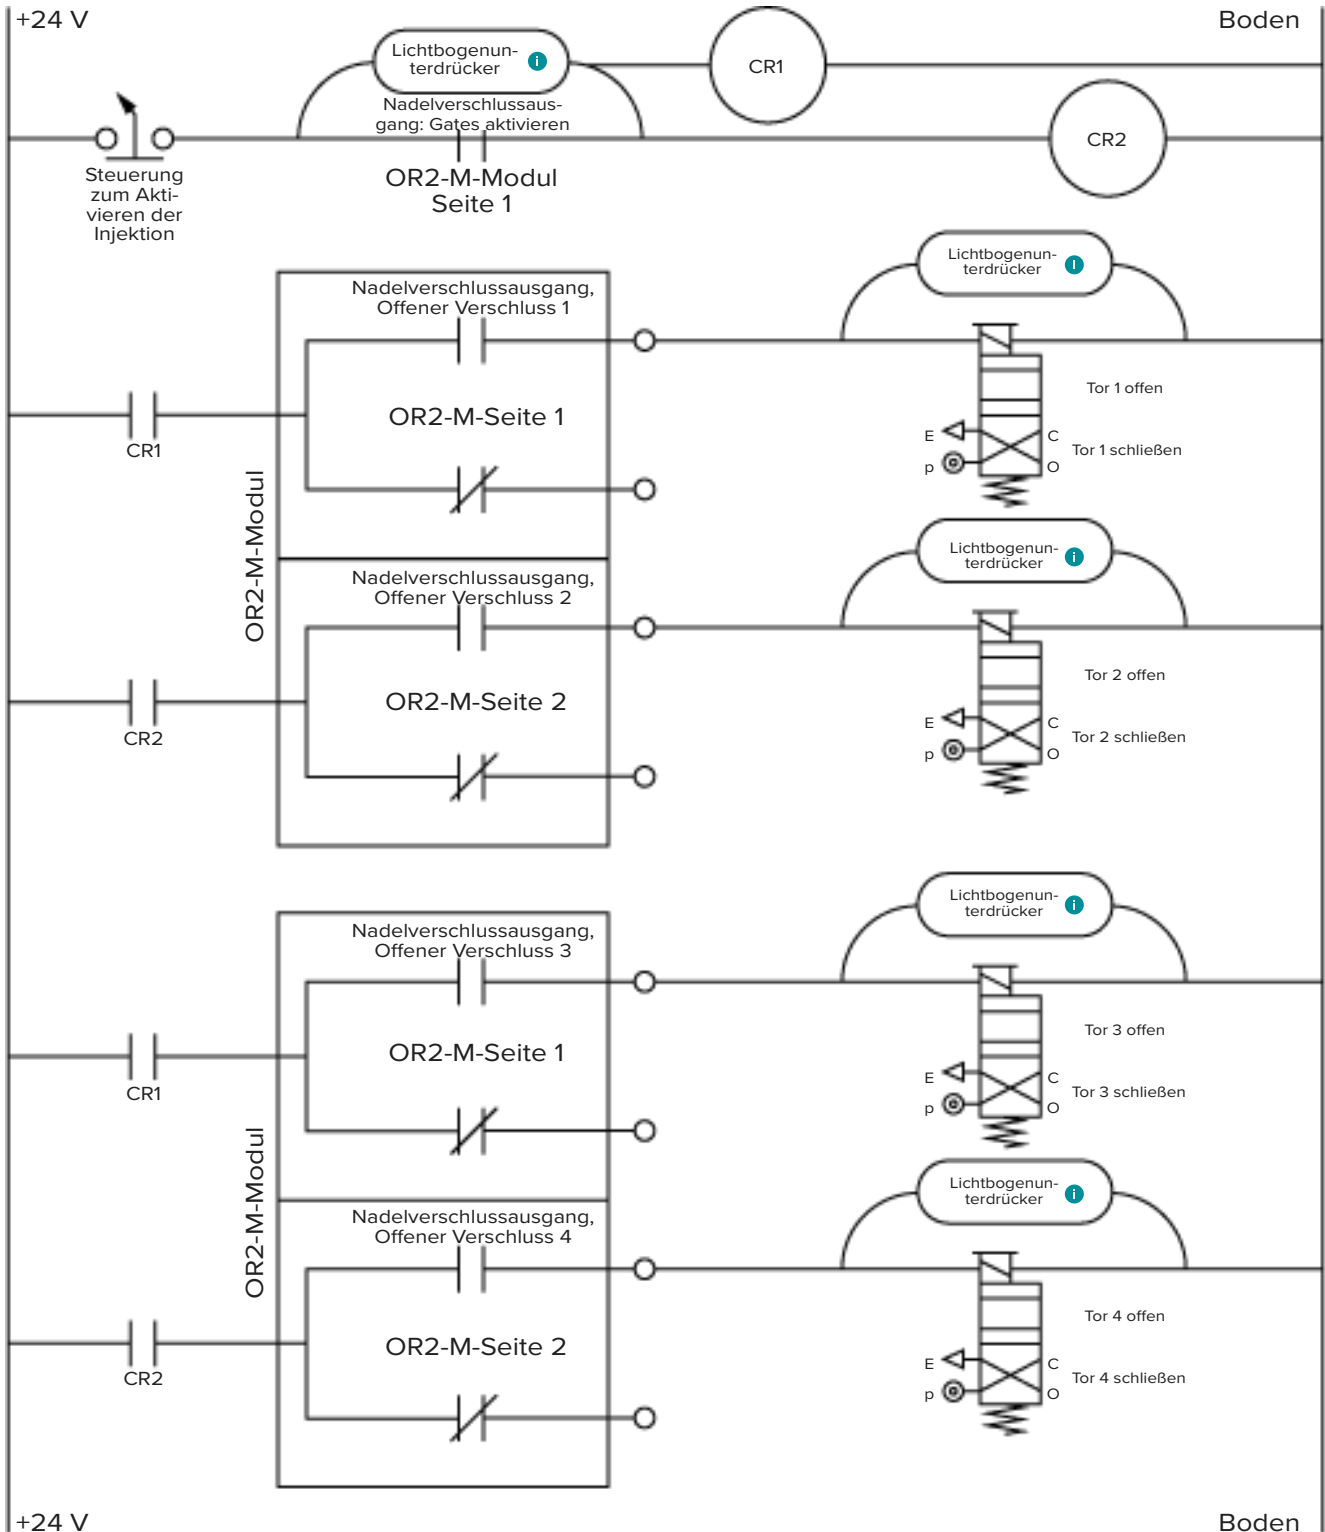 +24 V
Boden
Lichtbogenun-
terdrücker i
CR1
Nadelverschlussaus-
gang: Gates aktivieren
CR2
Steuerung
zum Akti-
vieren der
Injektion
OR2-M-Modul
Seite 1
Lichtbogenun-
terdrücker I
Nadelverschlussausgang,
Offener Verschluss 1
Tor 1 offen
OR2-M-Seite 1
CR1
E
C
Tor 1 schließen
p
O
OR2-M-Modul
Lichtbogenun-
terdrücker i
Nadelverschlussausgang,
Offener Verschluss 2
Tor 2 offen
OR2-M-Seite 2
CR2
E
C
Tor 2 schließen
p
O
Lichtbogenun-
terdrücker i
Nadelverschlussausgang,
Offener Verschluss 3
Tor 3 offen
OR2-M-Seite 1
CR1
E
C
Tor 3 schließen
p
O
OR2-M-Modul
Lichtbogenun-
terdrücker i
Nadelverschlussausgang,
Offener Verschluss 4
Tor 4 offen
OR2-M-Seite 2
CR2
E
C
Tor 4 schließen
p
O
+24 V
Boden